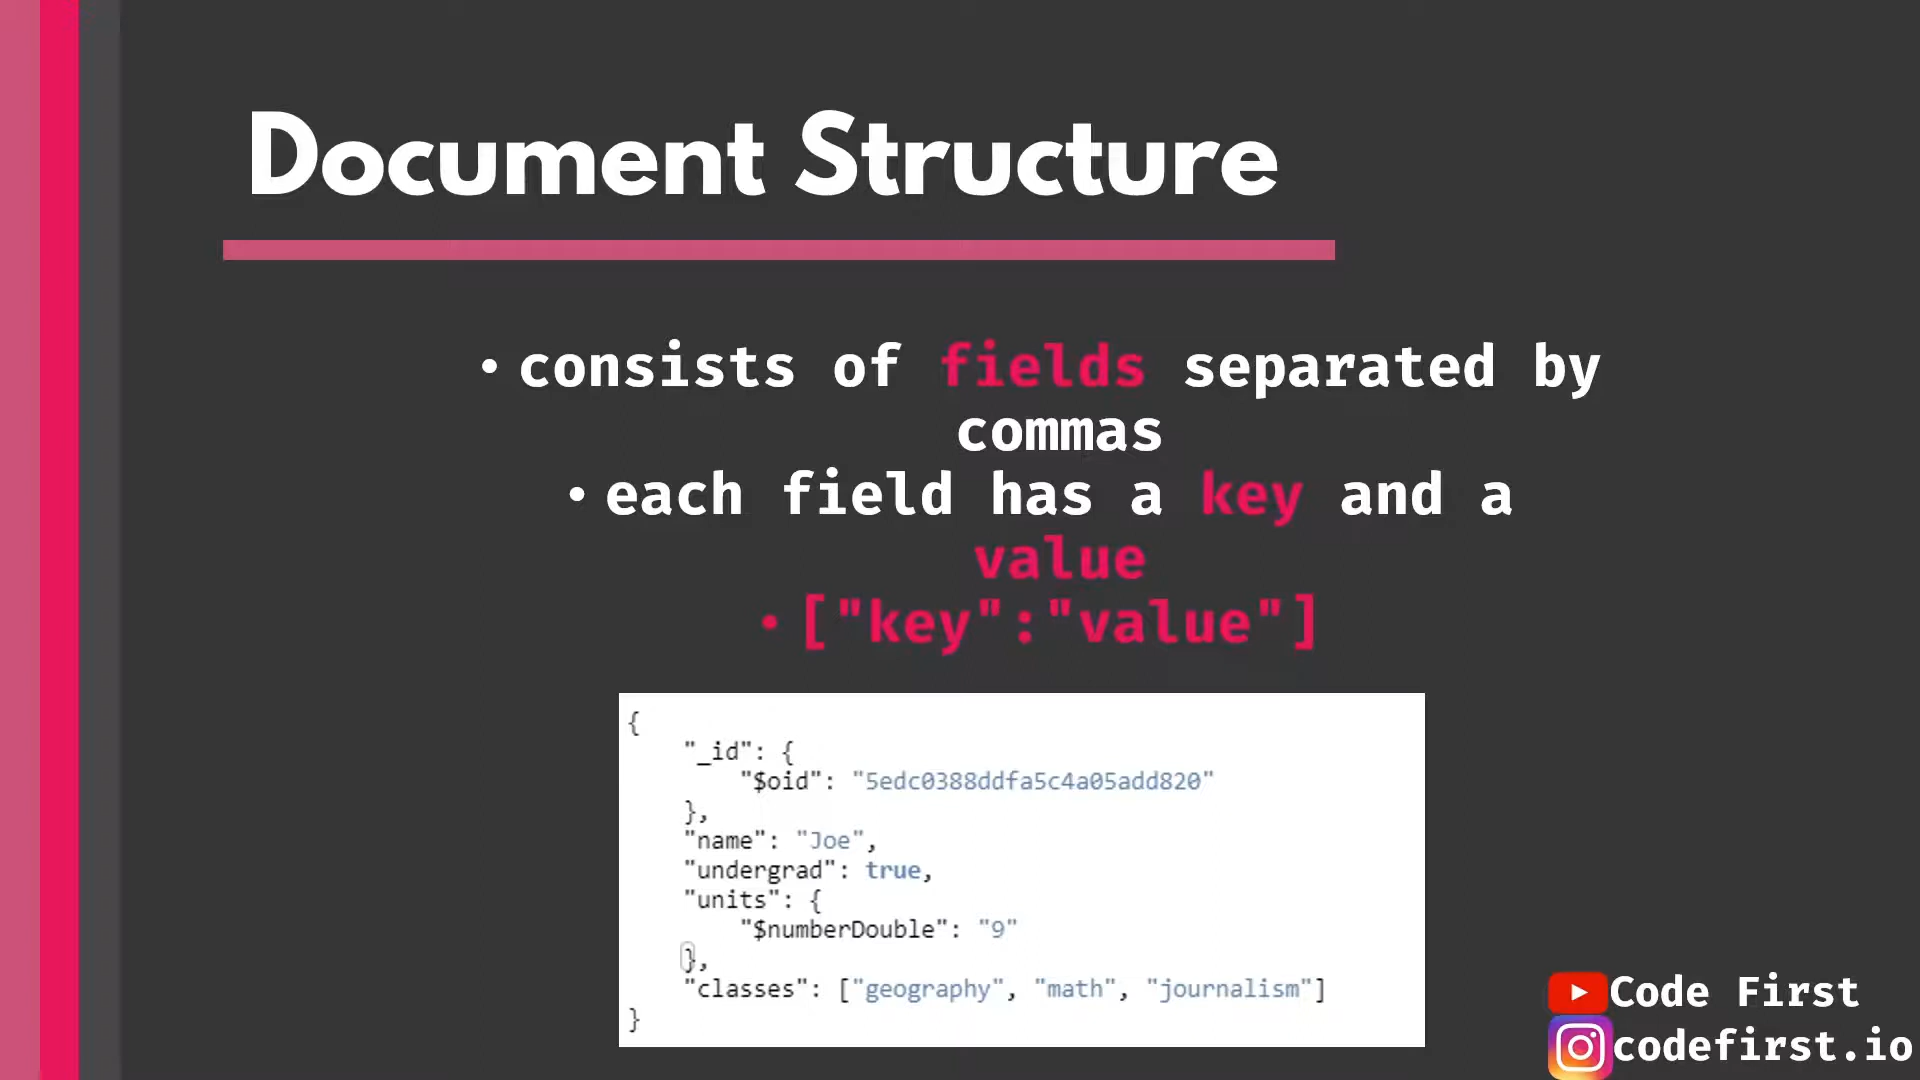 Document Structure
• consists of fields separated by
commas
• each field has a key and a
value
• ["key":"value"]
{
"_id": {
"$oid": "5edc0388ddfa5c4a05add820"
},
"name": "Joe",
"undergrad": true,
"units": {
"$numberDouble": "9"
},
"classes": ["geography", "math", "journalism"]
}
Code First
codefirst.io